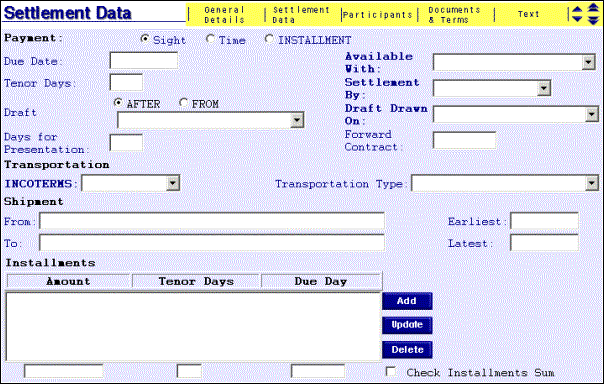 Settlement Data | General Details | Settlement Data | Participants | Documents & Terms | Text
Payment: Sight Time INSTALLMENT
Due Date: Available With:
Tenor Days: Settlement By:
AFTER FROM
Draft Draft Drawn On:
Days for Presentation: Forward Contract:
Transportation
INCOTERMS: Transportation Type:
Shipment
From: Earliest:
To: Latest:
Installments
Amount Tenor Days Due Day
Add
Update
Delete
Check Installments Sum